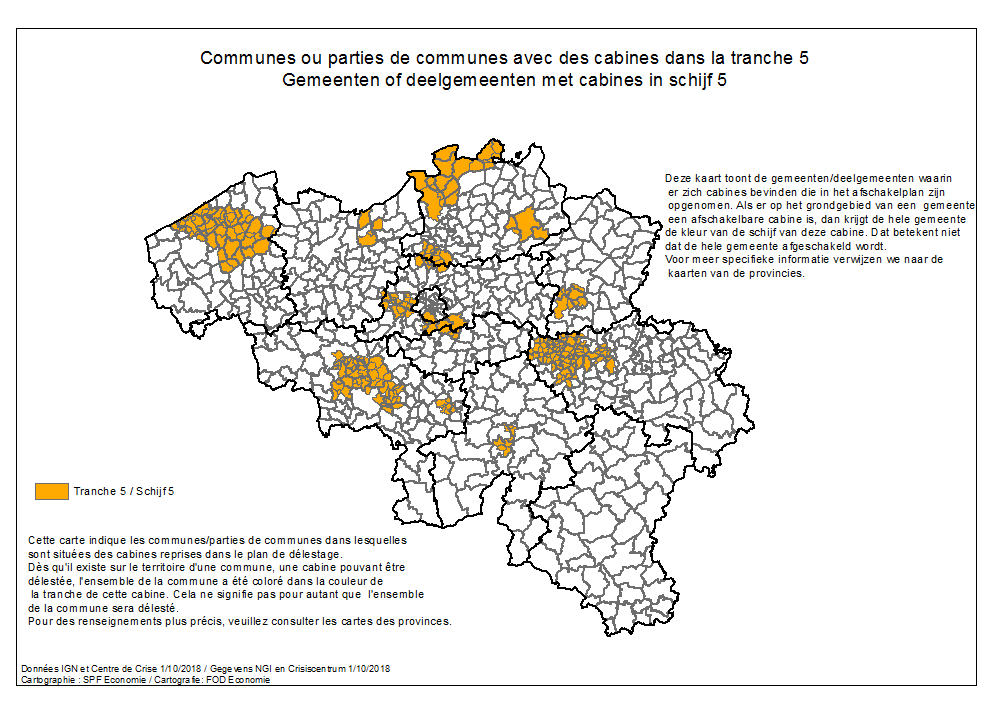 Communes ou parties de communes avec des cabines dans la tranche 5
Gemeenten of deelgemeenten met cabines in schijf 5
Deze kaart toont de gemeenten/deelgemeenten waarin
er zich cabines bevinden die in het afschakelplan zijn
opgenomen. Als er op het grondgebied van een gemeente
een afschakelbare cabine is, dan krijgt de hele gemeente
de kleur van de schijf van deze cabine. Dat betekent niet
dat de hele gemeente afgeschakeld wordt.
Voor meer specifieke informatie verwijzen we naar de
kaarten van de provincies.
Tranche 5 / Schijf 5
Cette carte indique les communes/parties de communes dans lesquelles
sont situées des cabines reprises dans le plan de délestage.
Dès qu'il existe sur le territoire d'une commune, une cabine pouvant être
délestée, l'ensemble de la commune a été coloré dans la couleur de
la tranche de cette cabine. Cela ne signifie pas pour autant que l'ensemble
de la commune sera délesté.
Pour des renseignements plus précis, veuillez consulter les cartes des provinces.
Données IGN et Centre de Crise 1/10/2018 / Gegevens NGI en Crisiscentrum 1/10/2018
Cartographie : SPF Economie / Cartografie: FOD Economie